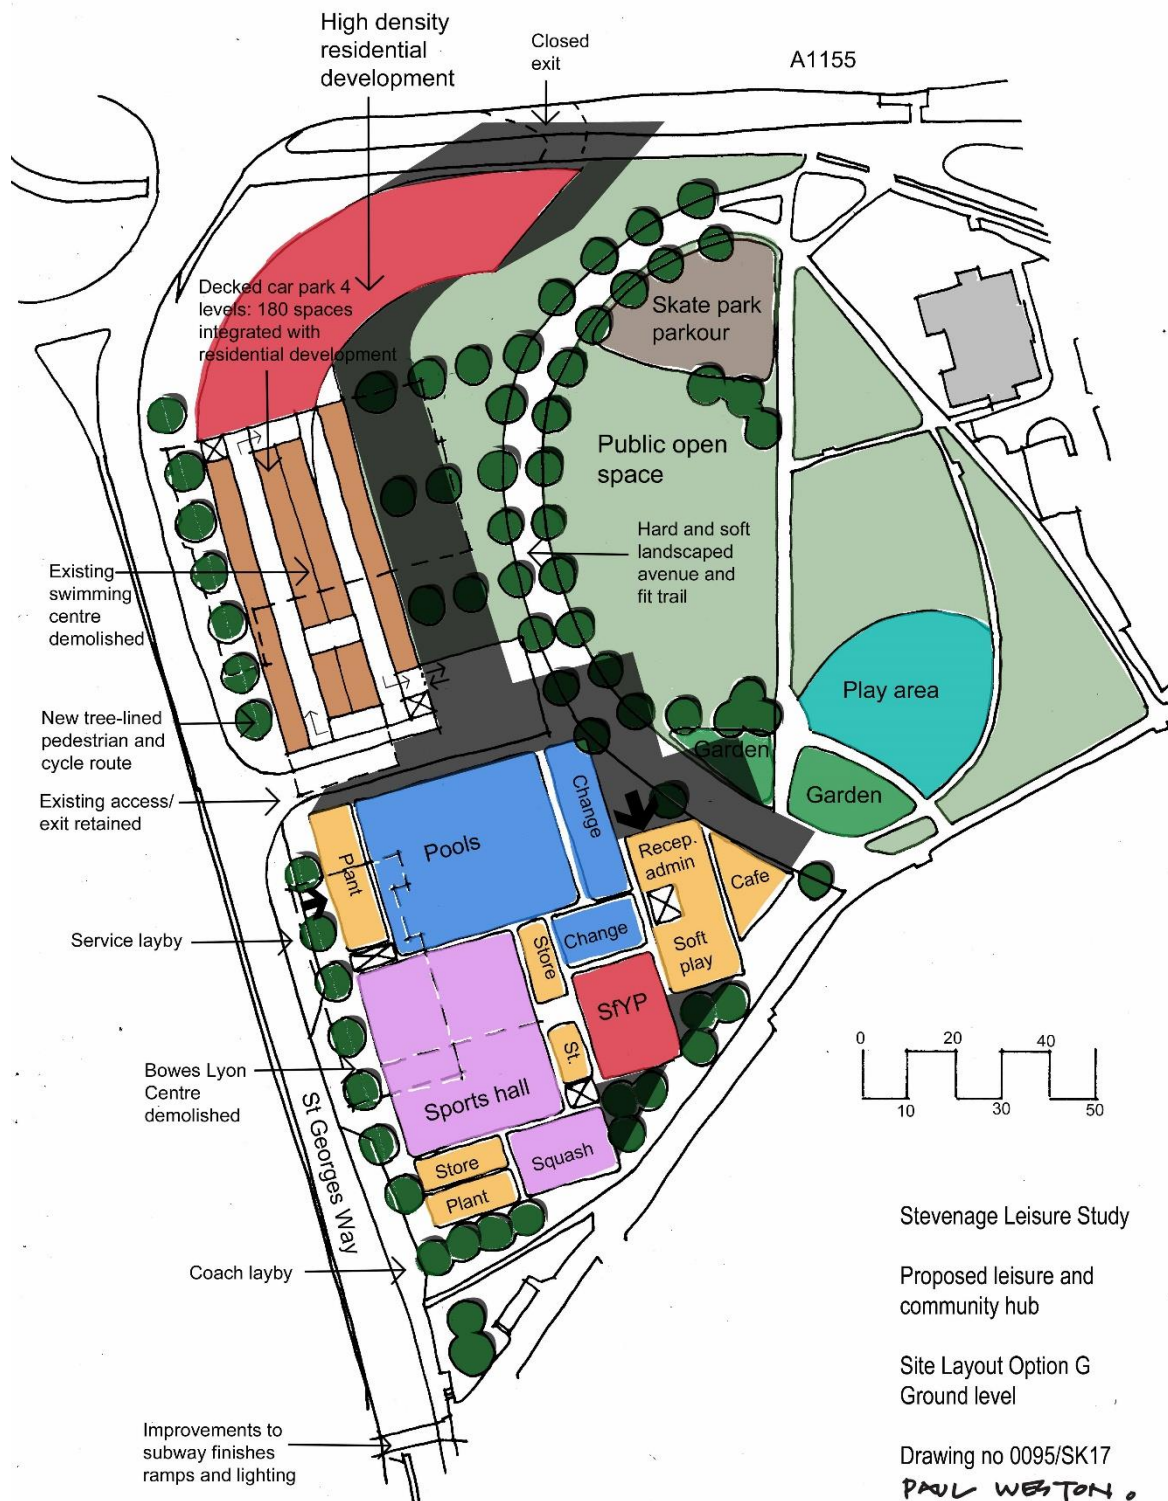 High density
residential
development
Closed
exit
A1155
Decked car park 4
levels: 180 spaces
integrated with
residential development
Skate park
parkour
Public open
space
Hard and soft
landscaped
avenue and
fit trail
Existing
swimming
centre
demolished
Play area
New tree-lined
pedestrian and
cycle route
Garden
Garden
Existing access/
exit retained
Pools
Change
Plant
Recep.
admin
Cafe
Service layby
Change
Store
Soft
play
SfYP
St.
Bowes Lyon
Centre
demolished
Sports hall
St Georges Way
Squash
Store
Plant
Coach layby
0 20 40
10 30 50
Stevenage Leisure Study
Proposed leisure and
community hub
Site Layout Option G
Ground level
Improvements to
subway finishes
ramps and lighting
Drawing no 0095/SK17
PAUL WESTON.